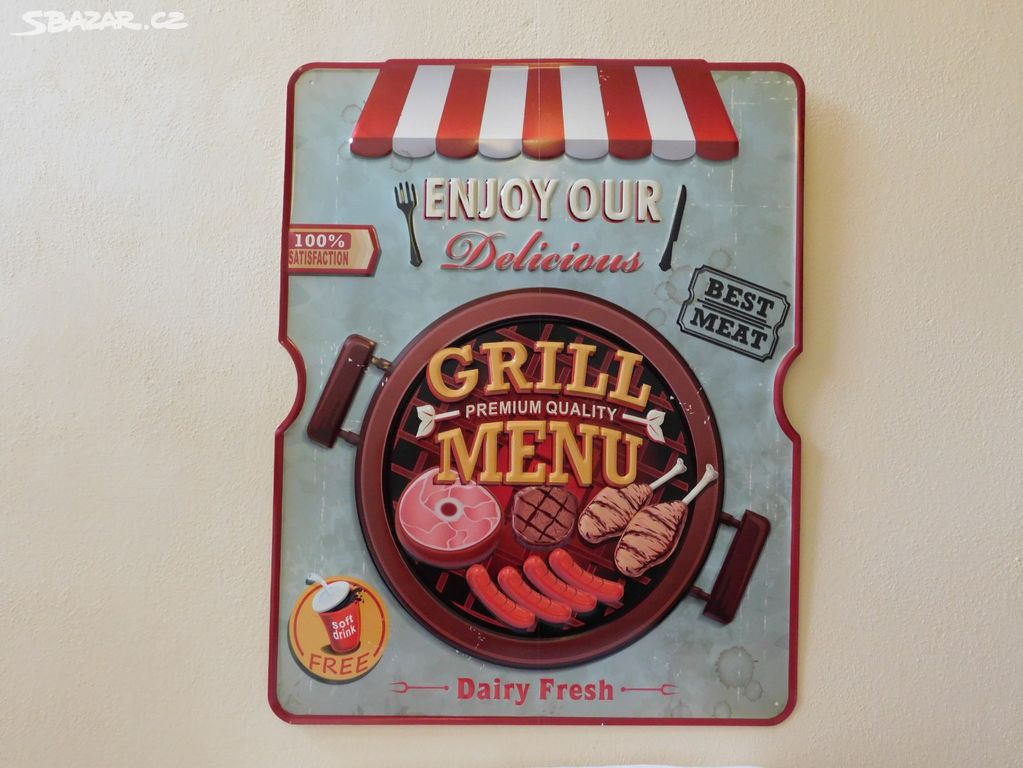 SBAZAR.CZ
ENJOY OUR
Delicious
100%
SATISFACTION
BEST
MEAT
GRILL
PREMIUM QUALITY
MENU
Soft
drink
FREE
Dairy Fresh